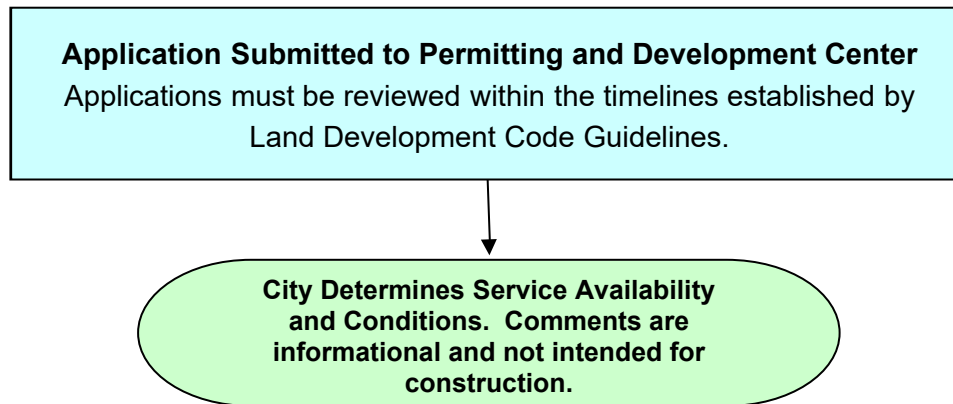 Application Submitted to Permitting and Development Center
Applications must be reviewed within the timelines established by
Land Development Code Guidelines.
City Determines Service Availability
and Conditions.  Comments are
informational and not intended for
construction.